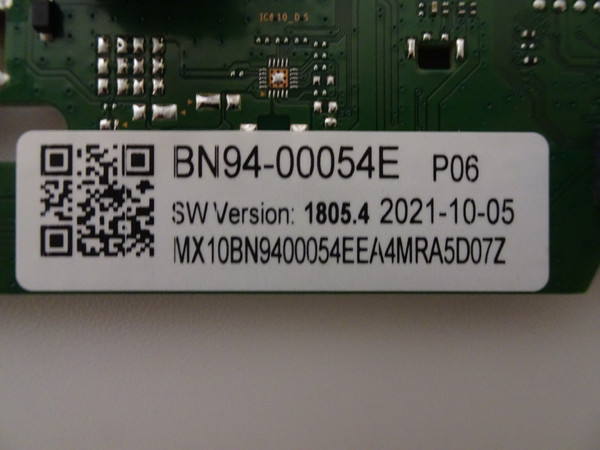 BN94-00054E P06
SW Version: 1805.4 2021-10-05
MX10BN9400054EEA4MRA5D07Z